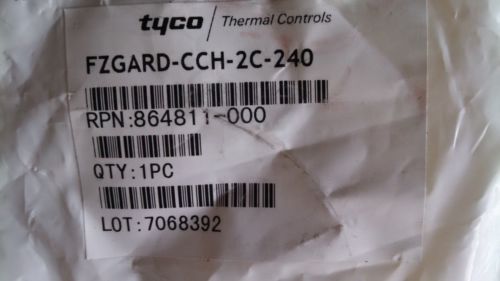 tyco / Thermal Controls
FZGARD-CCH-2C-240
RPN:864811-000
QTY:1PC
LOT:7068392